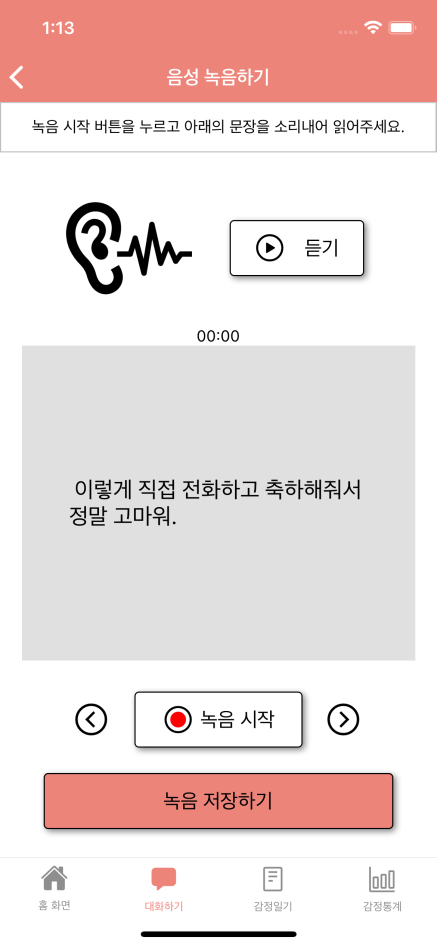 1:13
음성 녹음하기
녹음 시작 버튼을 누르고 아래의 문장을 소리내어 읽어주세요.
듣기
00:00
이렇게 직접 전화하고 축하해줘서
정말 고마워.
녹음 시작
녹음 저장하기
홈 화면
대화하기
감정일기
감정통계